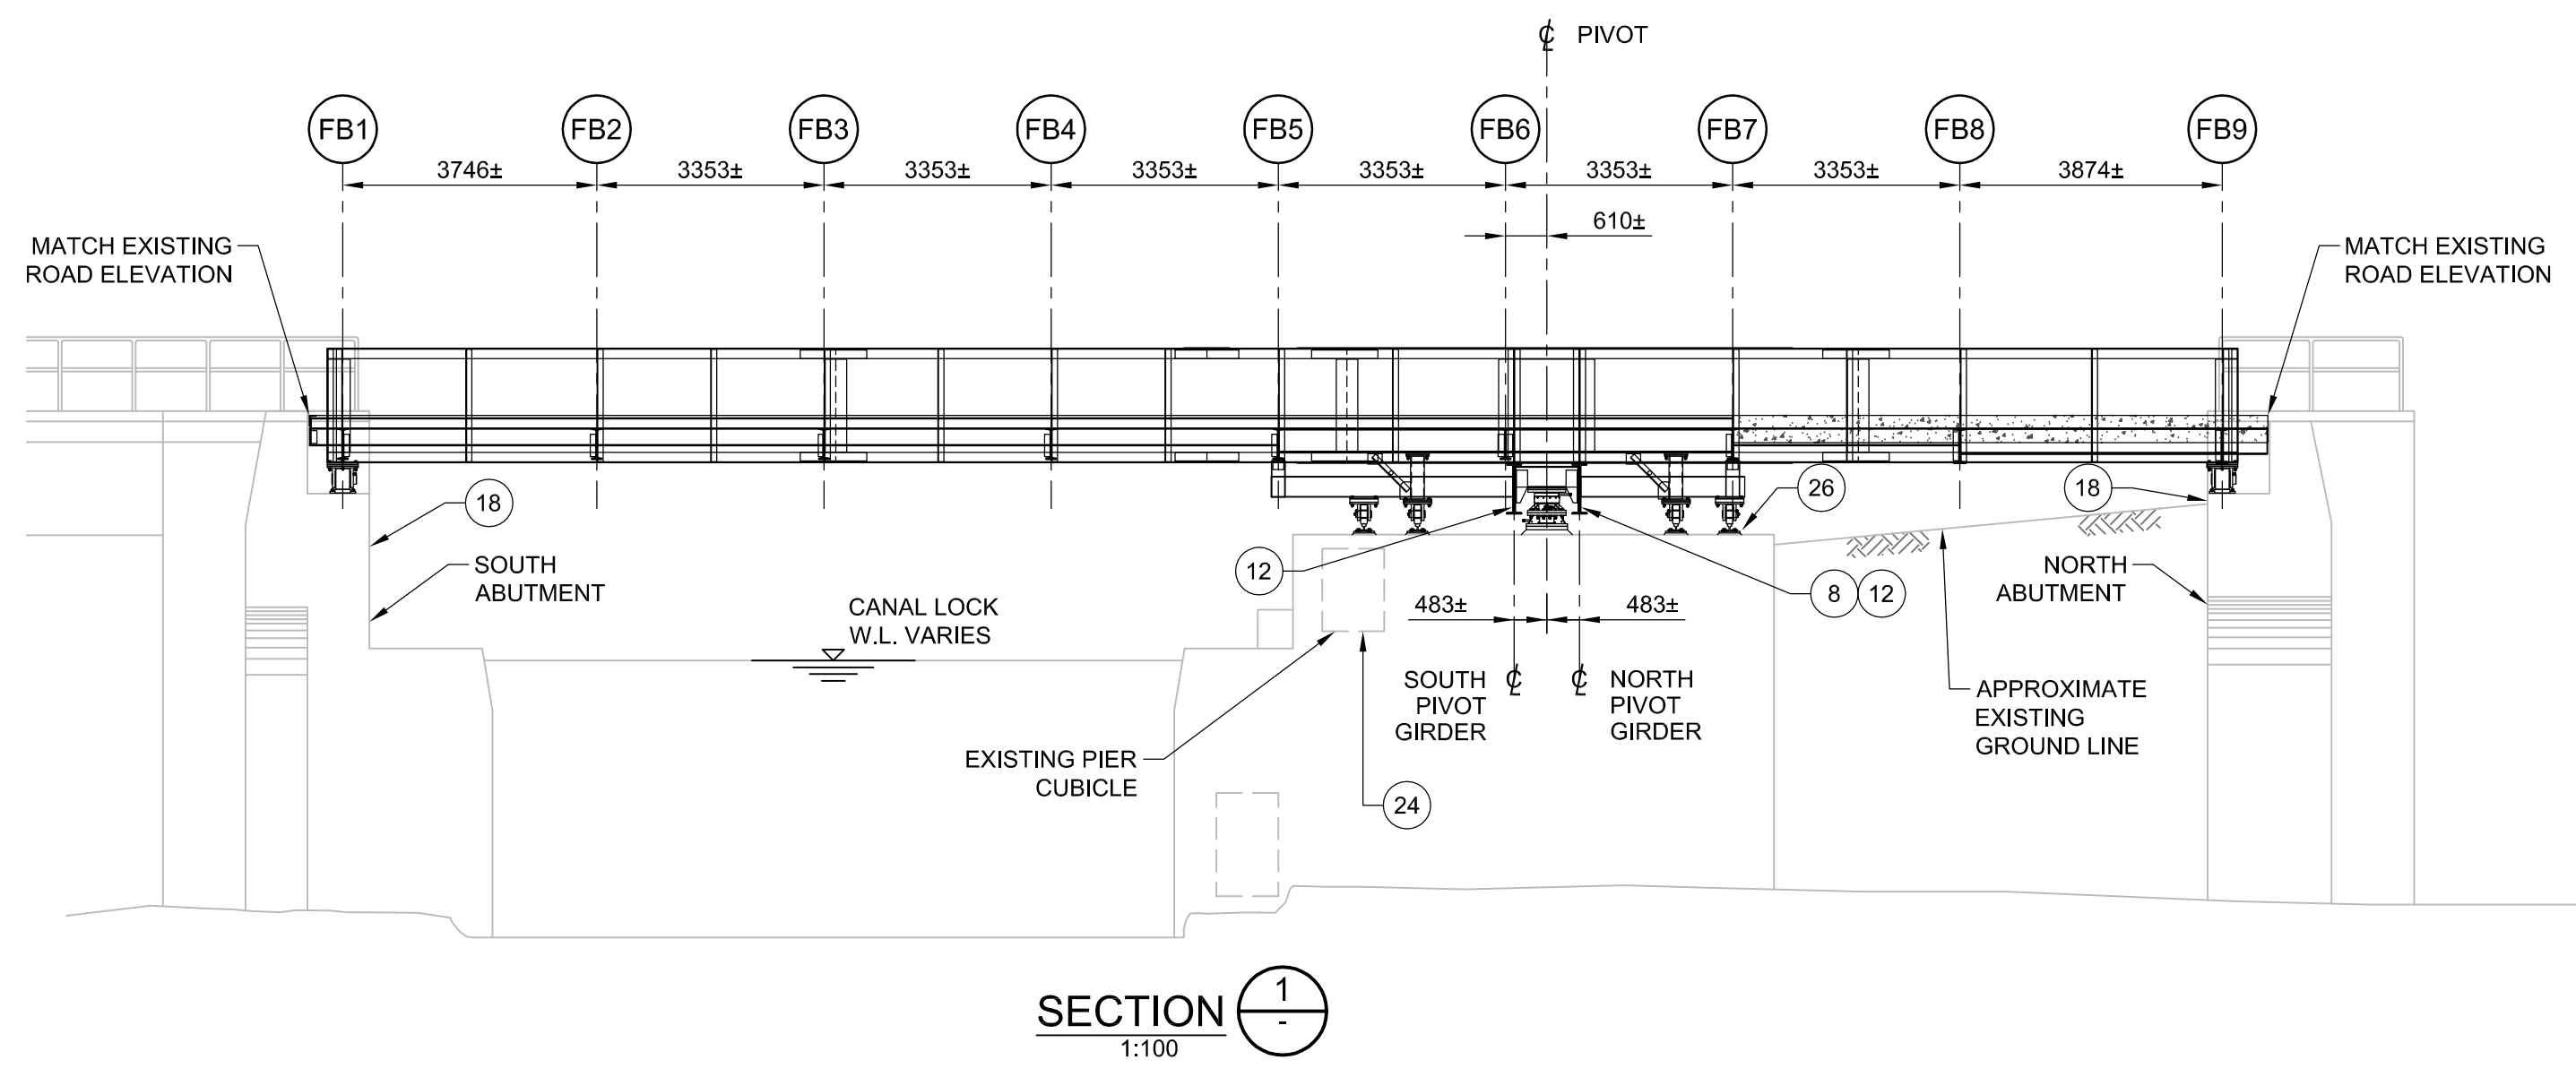 ℄ PIVOT
FB1 FB2 FB3 FB4 FB5 FB6 FB7 FB8 FB9
3746± 3353± 3353± 3353± 3353± 3353± 3353± 3874±
610±
MATCH EXISTING
ROAD ELEVATION
MATCH EXISTING
ROAD ELEVATION
18
26
18
SOUTH
ABUTMENT
12
8 12
NORTH
ABUTMENT
CANAL LOCK
W.L. VARIES
483± 483±
SOUTH
PIVOT
GIRDER
℄ ℄
NORTH
PIVOT
GIRDER
APPROXIMATE
EXISTING
GROUND LINE
EXISTING PIER
CUBICLE
24
SECTION
1
-
1:100